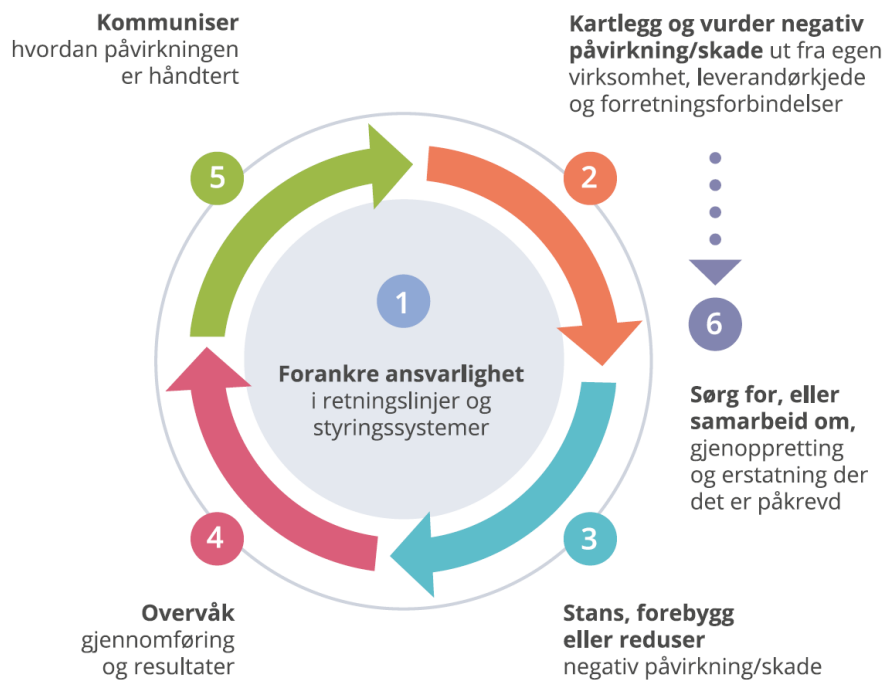 Kommuniser
hvordan påvirkningen
er håndtert
Kartlegg og vurder negativ
påvirkning/skade ut fra egen
virksomhet, leverandørkjede
og forretningsforbindelser
5
2
1
Forankre ansvarlighet
i retningslinjer og
styringssystemer
6
Sørg for, eller
samarbeid om,
gjenoppretting
og erstatning der
det er påkrevd
4
3
Overvåk
gjennomføring
og resultater
Stans, forebygg
eller reduser
negativ påvirkning/skade